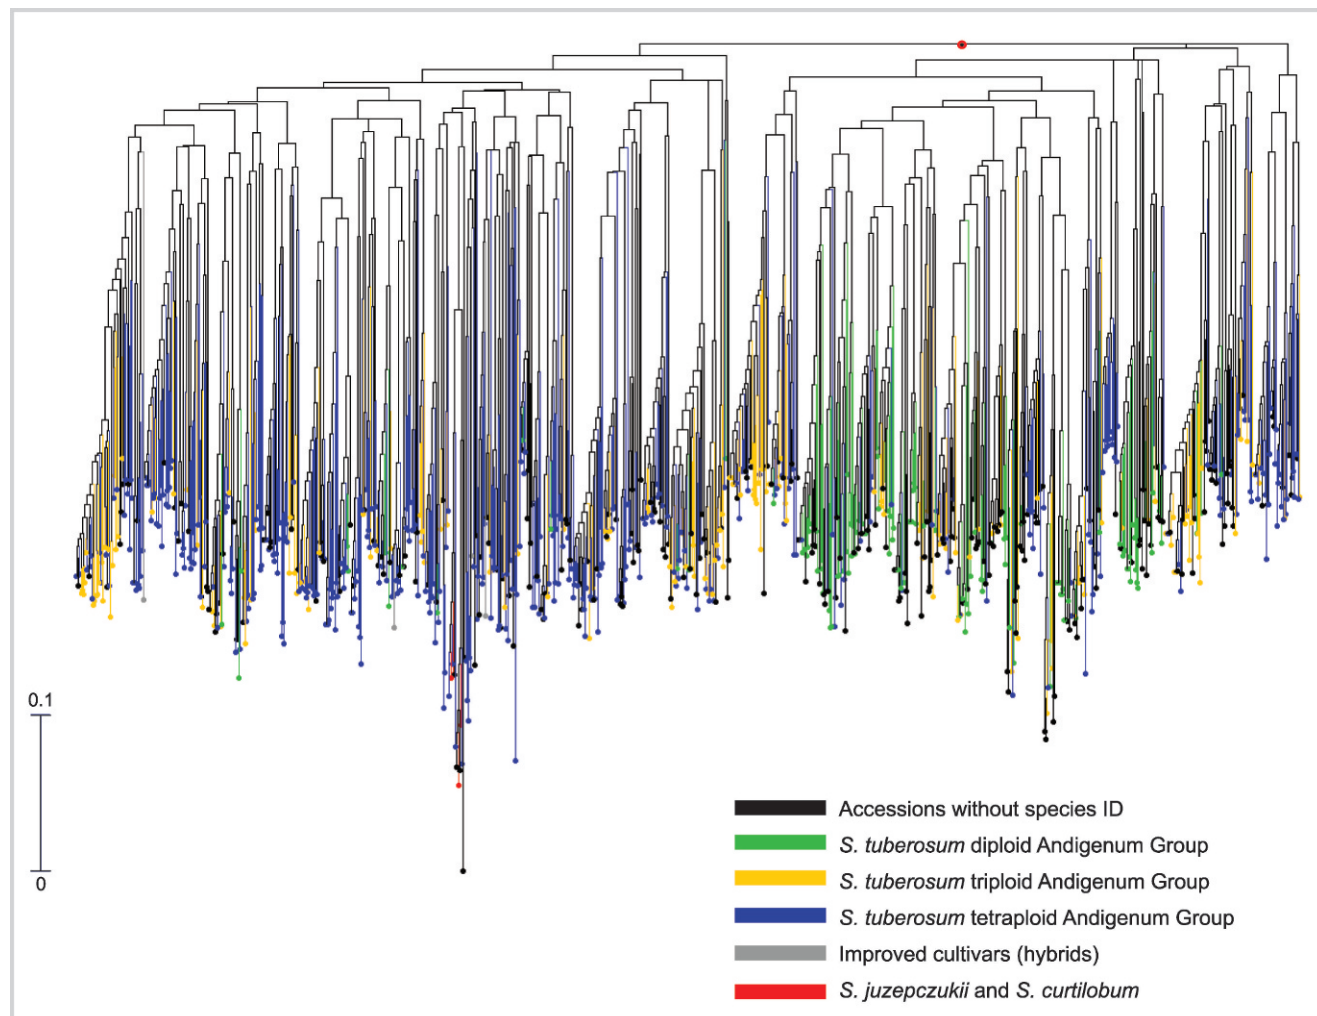 0.1
0
Accessions without species ID
S. tuberosum diploid Andigenum Group
S. tuberosum triploid Andigenum Group
S. tuberosum tetraploid Andigenum Group
Improved cultivars (hybrids)
S. juzepczukii and S. curtilobum